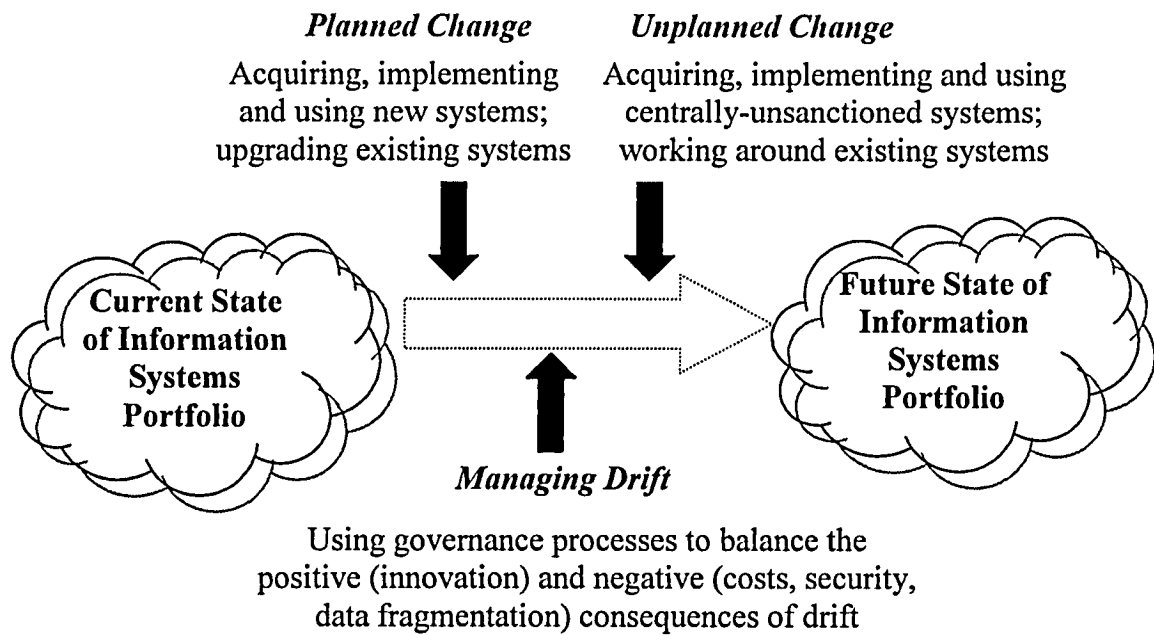 Planned Change
Acquiring, implementing
and using new systems;
upgrading existing systems
Unplanned Change
Acquiring, implementing and using
centrally-unsanctioned systems;
working around existing systems
Current State
of Information
Systems
Portfolio
Future State of
Information
Systems
Portfolio
Managing Drift
Using governance processes to balance the
positive (innovation) and negative (costs, security,
data fragmentation) consequences of drift